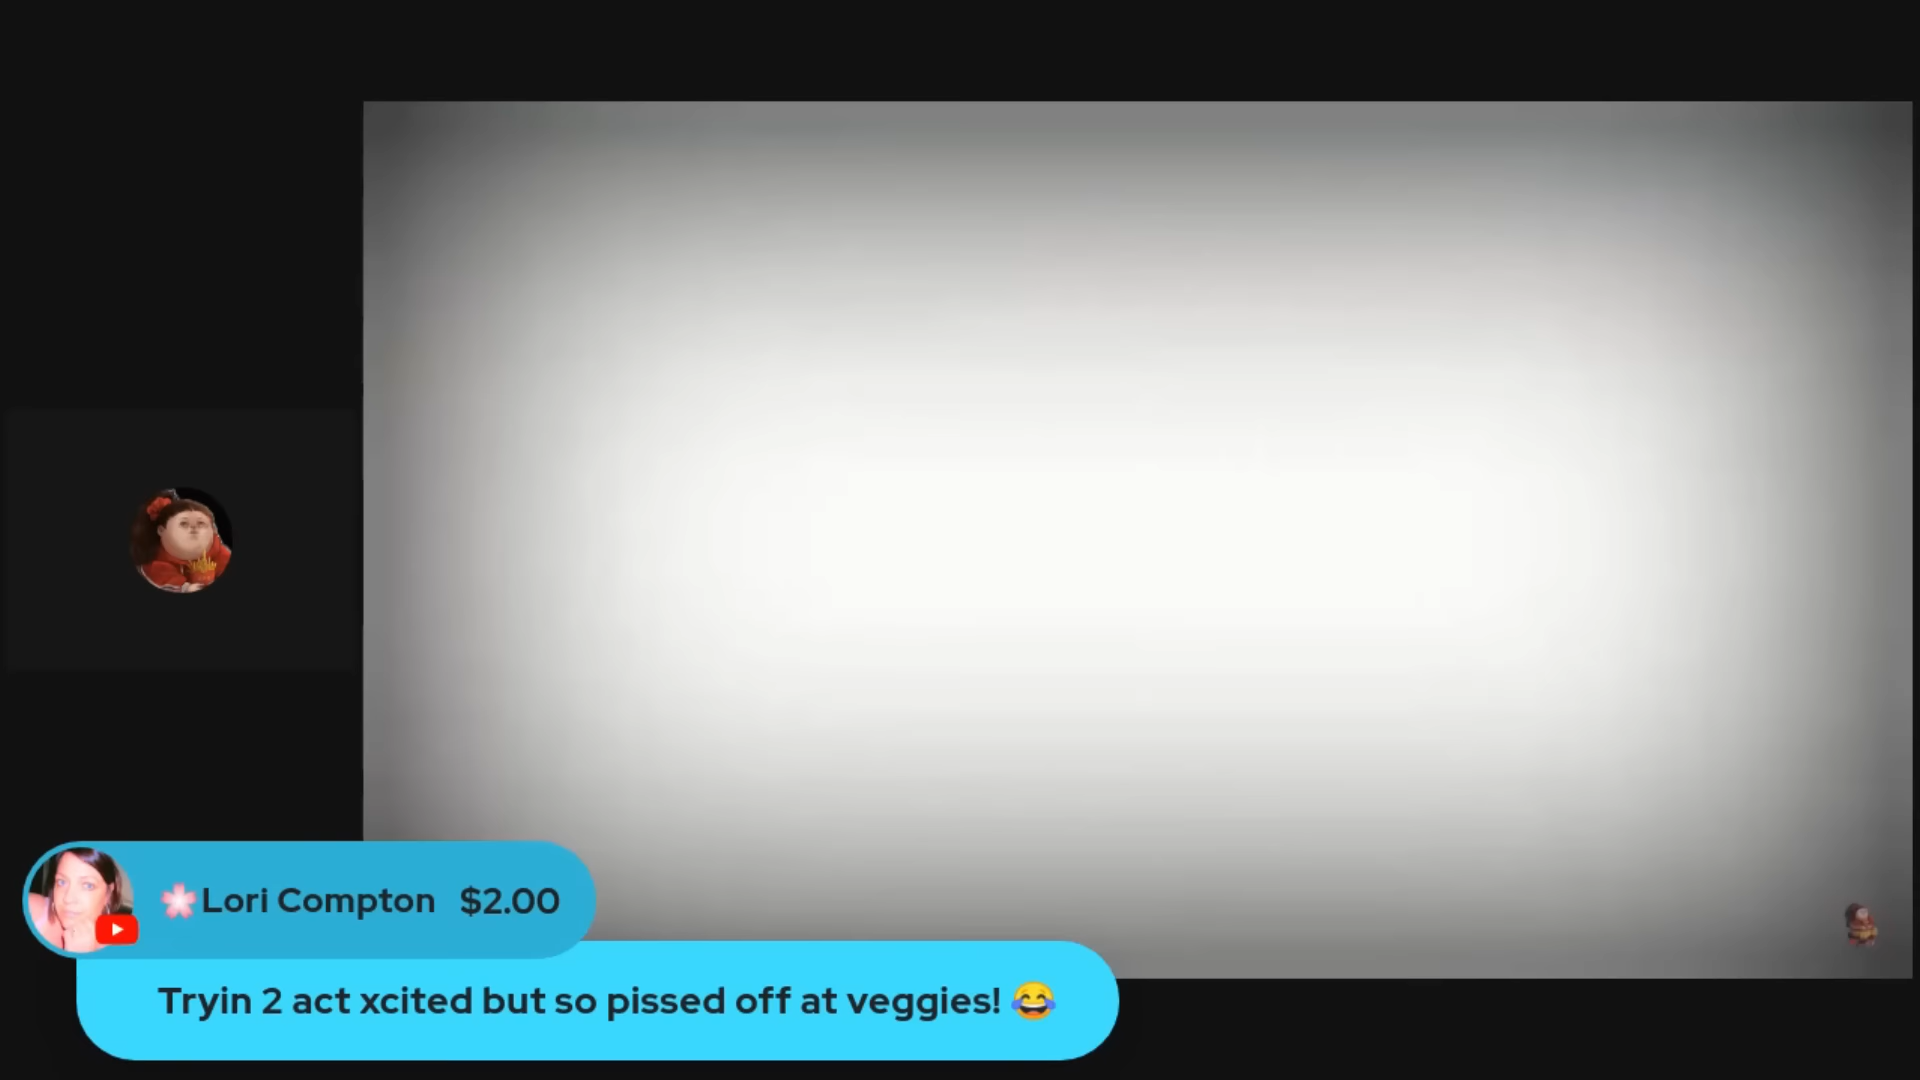 🌸Lori Compton $2.00
Tryin 2 act xcited but so pissed off at veggies! 😂